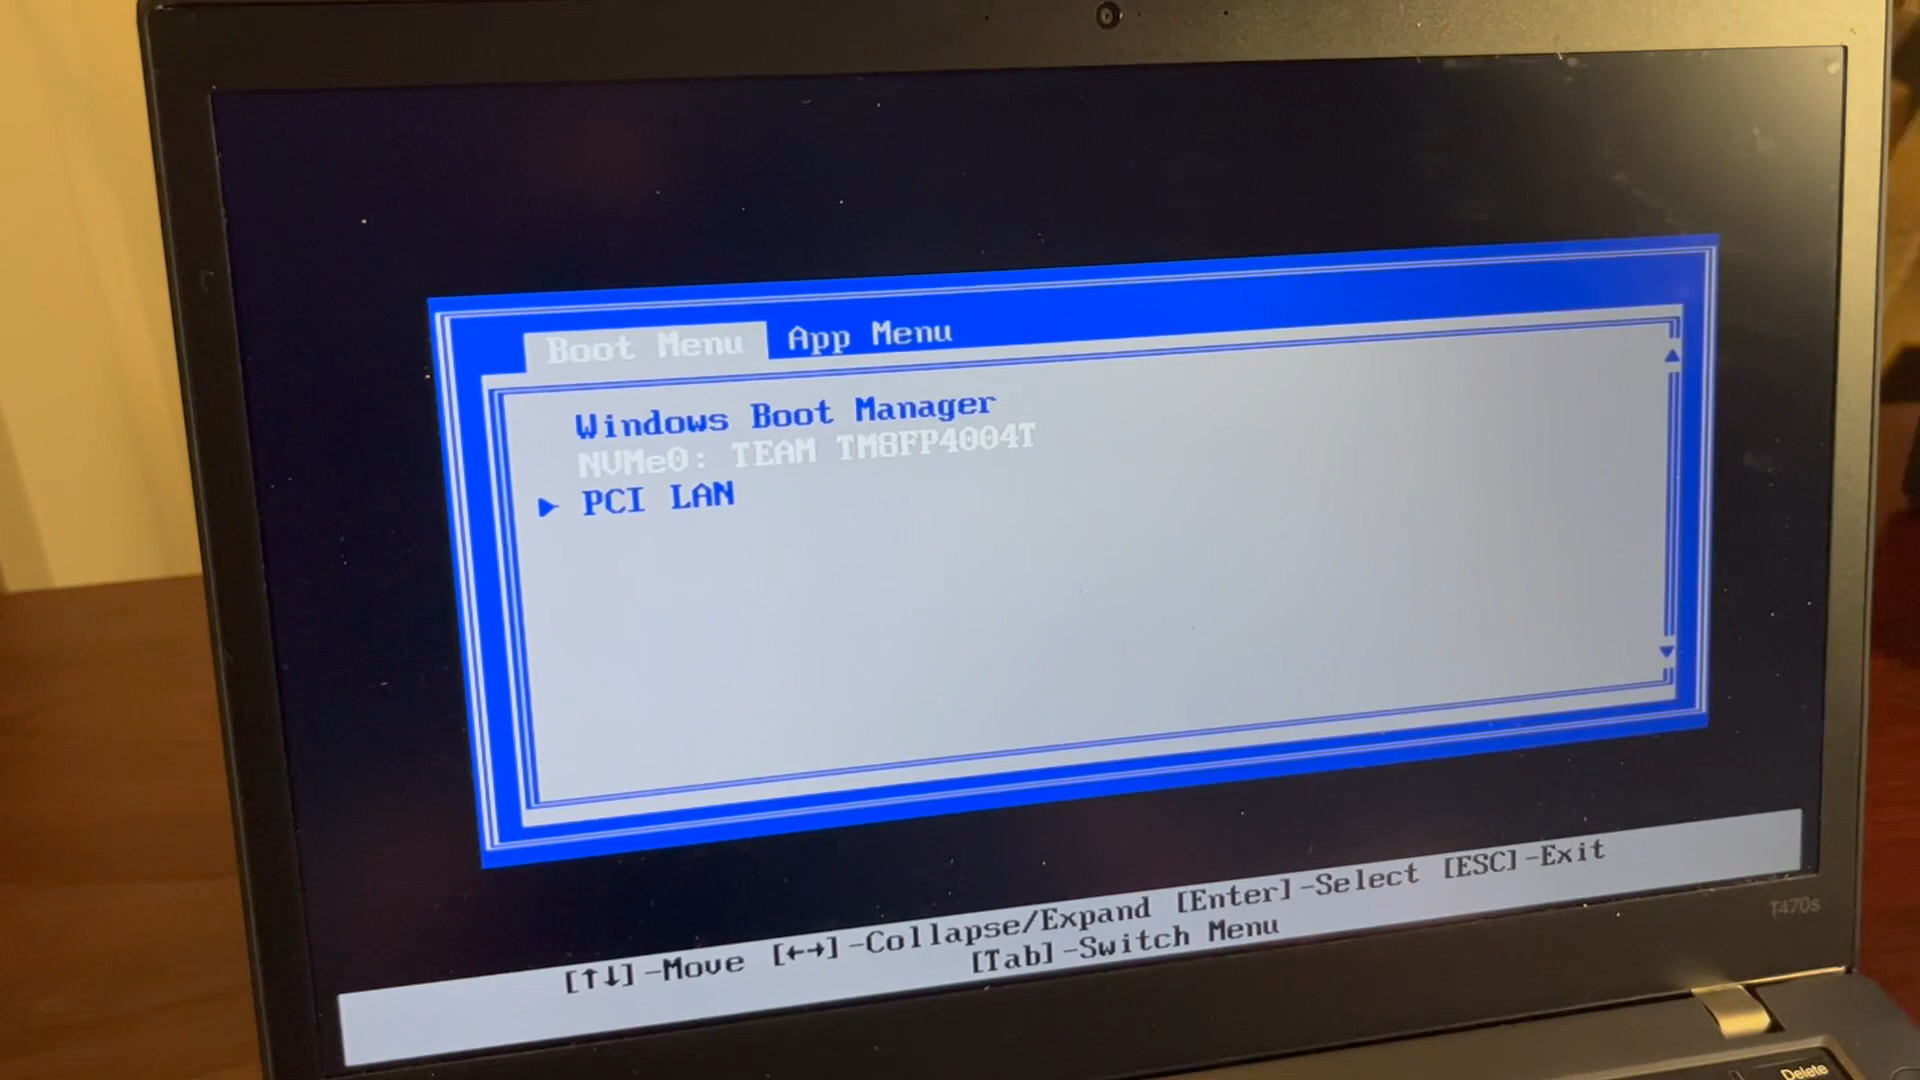 Boot Menu App Menu
Windows Boot Manager
NVMe0: TEAM TM8FP4004T
PCI LAN
[↑↓]-Move [←→]-Collapse/Expand [Enter]-Select [ESC]-Exit
[Tab]-Switch Menu
T470s
Delete